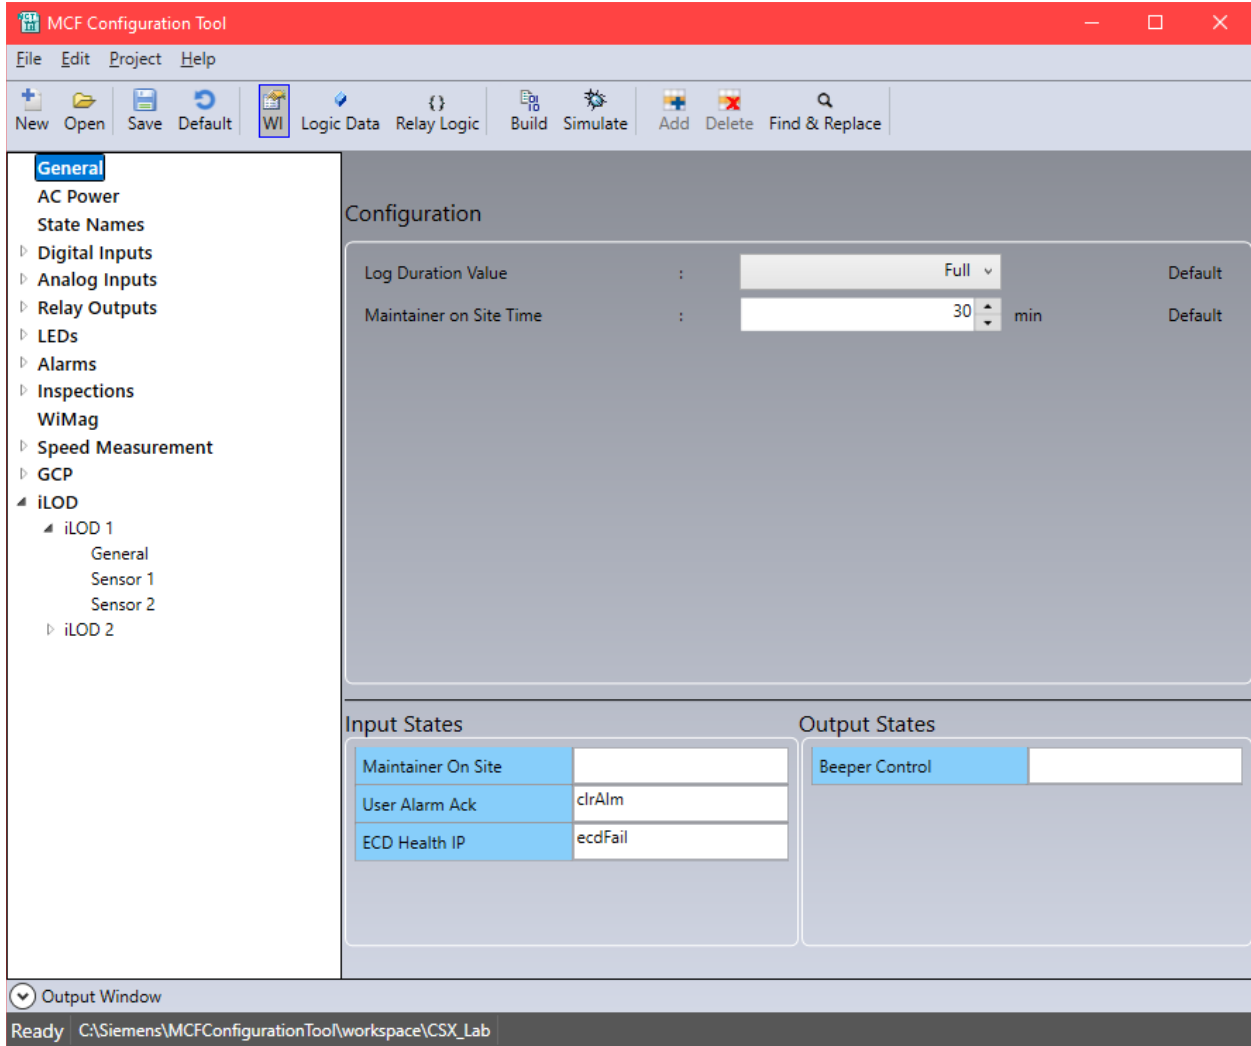 MCF Configuration Tool
File Edit Project Help
New Open Save Default WI Logic Data Relay Logic Build Simulate Add Delete Find & Replace
General
AC Power
State Names
Digital Inputs
Analog Inputs
Relay Outputs
LEDs
Alarms
Inspections
WiMag
Speed Measurement
GCP
iLOD
iLOD 1
General
Sensor 1
Sensor 2
iLOD 2
Configuration
Log Duration Value : Full Default
Maintainer on Site Time : 30 min Default
Input States
Maintainer On Site
User Alarm Ack clrAlm
ECD Health IP ecdFail
Output States
Beeper Control
Output Window
Ready C:\Siemens\MCFConfigurationTool\workspace\CSX_Lab